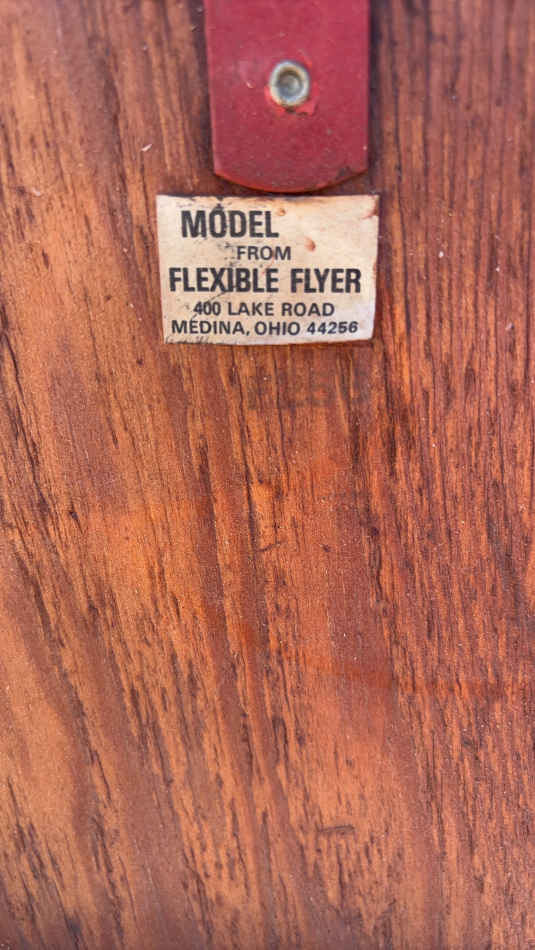 MODEL
FROM
FLEXIBLE FLYER
400 LAKE ROAD
MEDINA, OHIO 44256